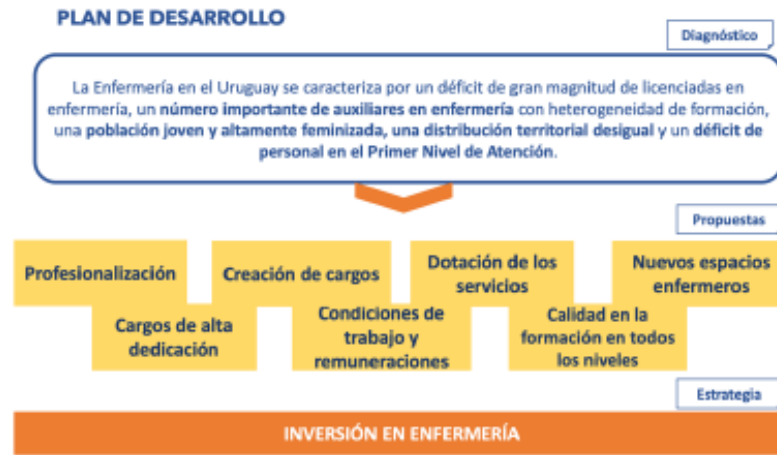 PLAN DE DESARROLLO
Diagnóstico
La Enfermería en el Uruguay se caracteriza por un déficit de gran magnitud de licenciadas en
enfermería, un número importante de auxiliares en enfermería con heterogeneidad de formación,
una población joven y altamente feminizada, una distribución territorial desigual y un déficit de
personal en el Primer Nivel de Atención.
Propuestas
Profesionalización
Creación de cargos
Dotación de los
servicios
Nuevos espacios
enfermeros
Cargos de alta
dedicación
Condiciones de
trabajo y
remuneraciones
Calidad en la
formación en todos
los niveles
Estrategia
INVERSIÓN EN ENFERMERÍA